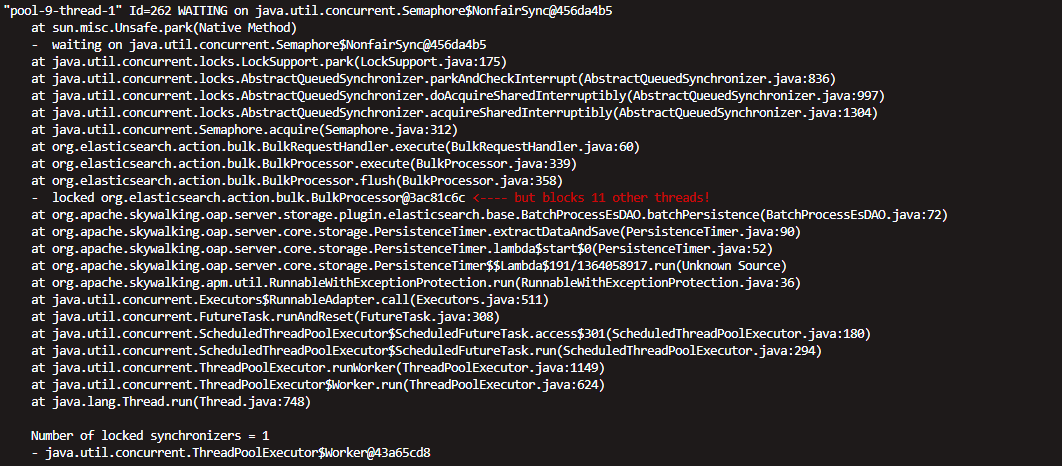 "pool-9-thread-1" Id=262 WAITING on java.util.concurrent.Semaphore$NonfairSync@456da4b5
    at sun.misc.Unsafe.park(Native Method)
    -  waiting on java.util.concurrent.Semaphore$NonfairSync@456da4b5
    at java.util.concurrent.locks.LockSupport.park(LockSupport.java:175)
    at java.util.concurrent.locks.AbstractQueuedSynchronizer.parkAndCheckInterrupt(AbstractQueuedSynchronizer.java:836)
    at java.util.concurrent.locks.AbstractQueuedSynchronizer.doAcquireSharedInterruptibly(AbstractQueuedSynchronizer.java:997)
    at java.util.concurrent.locks.AbstractQueuedSynchronizer.acquireSharedInterruptibly(AbstractQueuedSynchronizer.java:1304)
    at java.util.concurrent.Semaphore.acquire(Semaphore.java:312)
    at org.elasticsearch.action.bulk.BulkRequestHandler.execute(BulkRequestHandler.java:60)
    at org.elasticsearch.action.bulk.BulkProcessor.execute(BulkProcessor.java:339)
    at org.elasticsearch.action.bulk.BulkProcessor.flush(BulkProcessor.java:358)
    -  locked org.elasticsearch.action.bulk.BulkProcessor@3ac81c6c <---- but blocks 11 other threads!
    at org.apache.skywalking.oap.server.storage.plugin.elasticsearch.base.BatchProcessEsDAO.batchPersistence(BatchProcessEsDAO.java:72)
    at org.apache.skywalking.oap.server.core.storage.PersistenceTimer.extractDataAndSave(PersistenceTimer.java:90)
    at org.apache.skywalking.oap.server.core.storage.PersistenceTimer.lambda$start$0(PersistenceTimer.java:52)
    at org.apache.skywalking.oap.server.core.storage.PersistenceTimer$$Lambda$191/1364058917.run(Unknown Source)
    at org.apache.skywalking.apm.util.RunnableWithExceptionProtection.run(RunnableWithExceptionProtection.java:36)
    at java.util.concurrent.Executors$RunnableAdapter.call(Executors.java:511)
    at java.util.concurrent.FutureTask.runAndReset(FutureTask.java:308)
    at java.util.concurrent.ScheduledThreadPoolExecutor$ScheduledFutureTask.access$301(ScheduledThreadPoolExecutor.java:180)
    at java.util.concurrent.ScheduledThreadPoolExecutor$ScheduledFutureTask.run(ScheduledThreadPoolExecutor.java:294)
    at java.util.concurrent.ThreadPoolExecutor.runWorker(ThreadPoolExecutor.java:1149)
    at java.util.concurrent.ThreadPoolExecutor$Worker.run(ThreadPoolExecutor.java:624)
    at java.lang.Thread.run(Thread.java:748)

    Number of locked synchronizers = 1
    - java.util.concurrent.ThreadPoolExecutor$Worker@43a65cd8